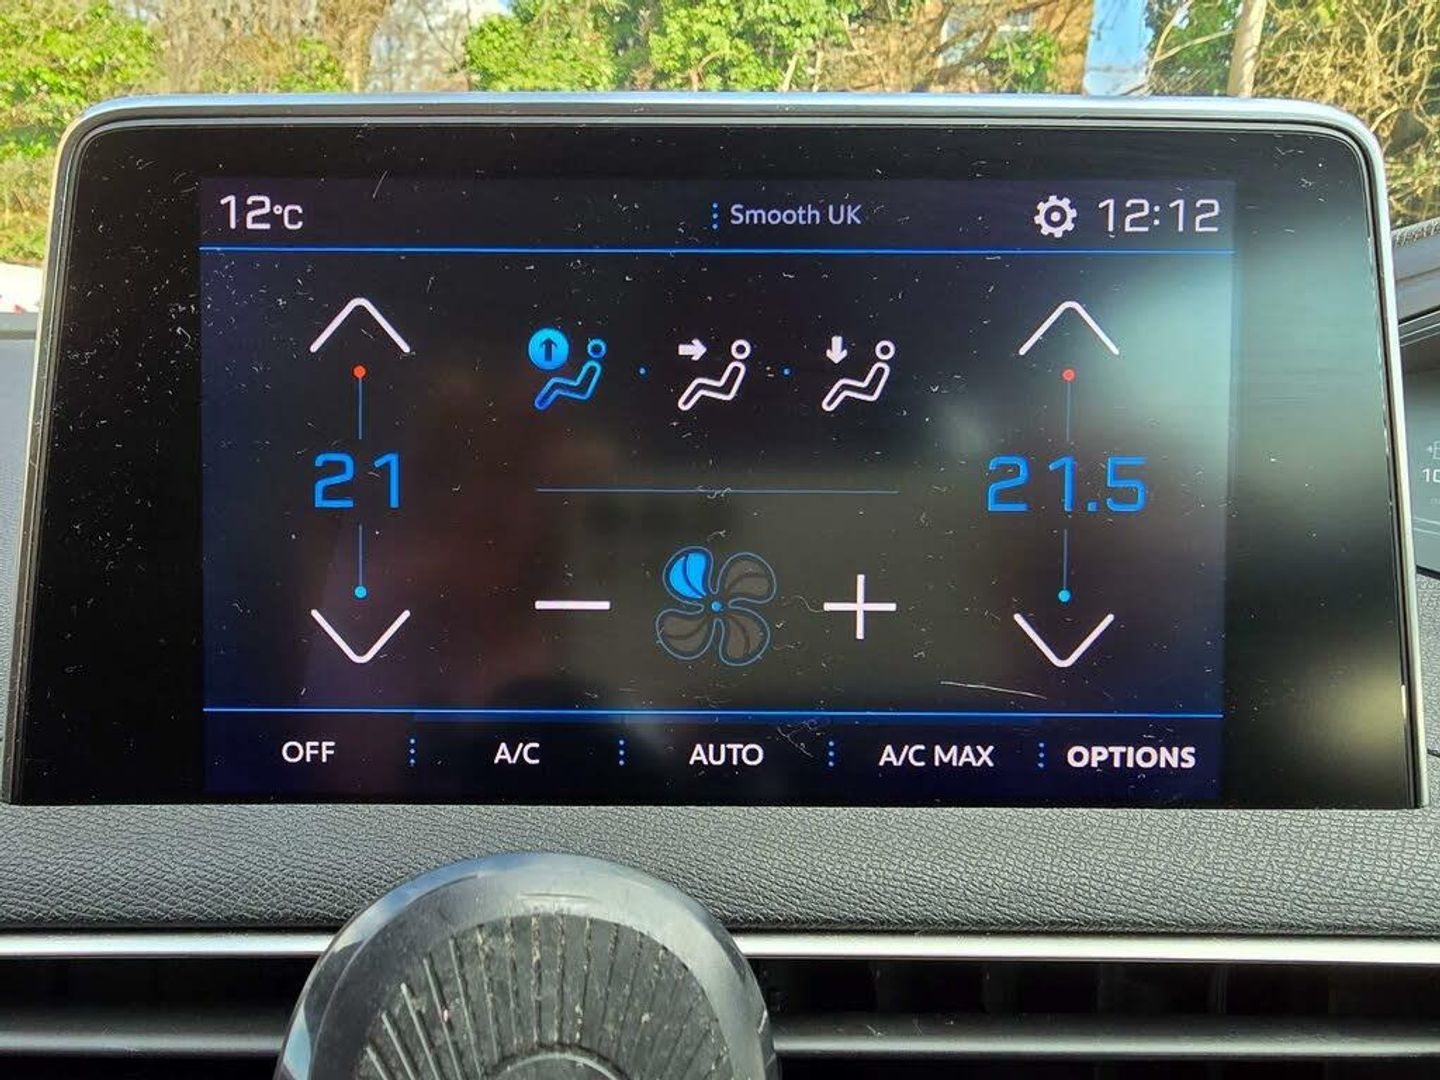 12°C
Smooth UK
12:12
21
21.5
OFF
A/C
AUTO
A/C MAX
OPTIONS